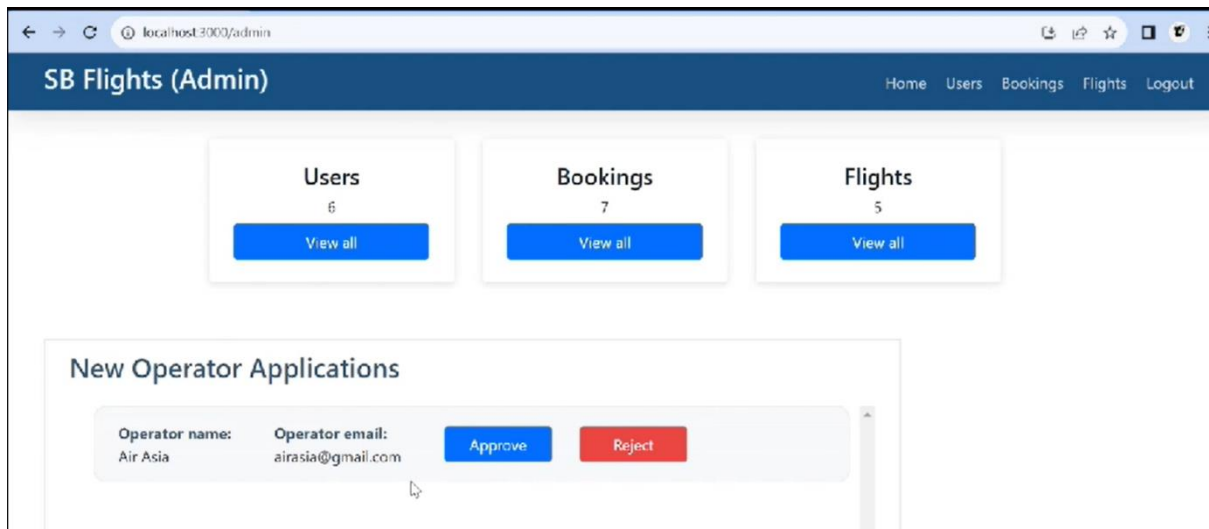 localhost:3000/admin
SB Flights (Admin)
Home Users Bookings Flights Logout
Users
6
View all
Bookings
7
View all
Flights
5
View all
New Operator Applications
Operator name:
Air Asia
Operator email:
airasia@gmail.com
Approve
Reject